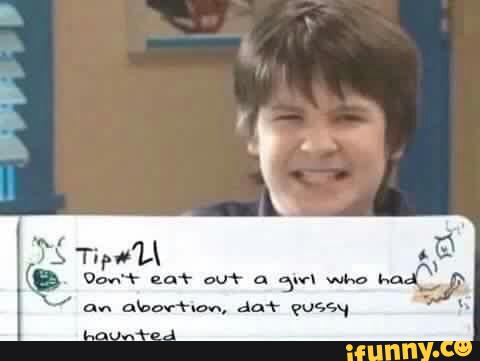 Tip#21
Don't eat out a girl who had
an abortion, dat pussy
haunted
ifunny.co